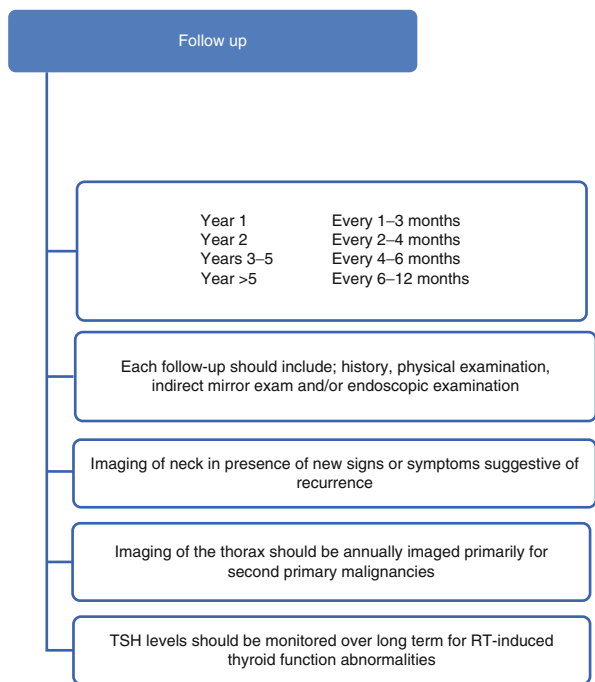 Follow up
Year 1 Every 1–3 months
Year 2 Every 2–4 months
Years 3–5 Every 4–6 months
Year >5 Every 6–12 months
Each follow-up should include; history, physical examination,
indirect mirror exam and/or endoscopic examination
Imaging of neck in presence of new signs or symptoms suggestive of
recurrence
Imaging of the thorax should be annually imaged primarily for
second primary malignancies
TSH levels should be monitored over long term for RT-induced
thyroid function abnormalities